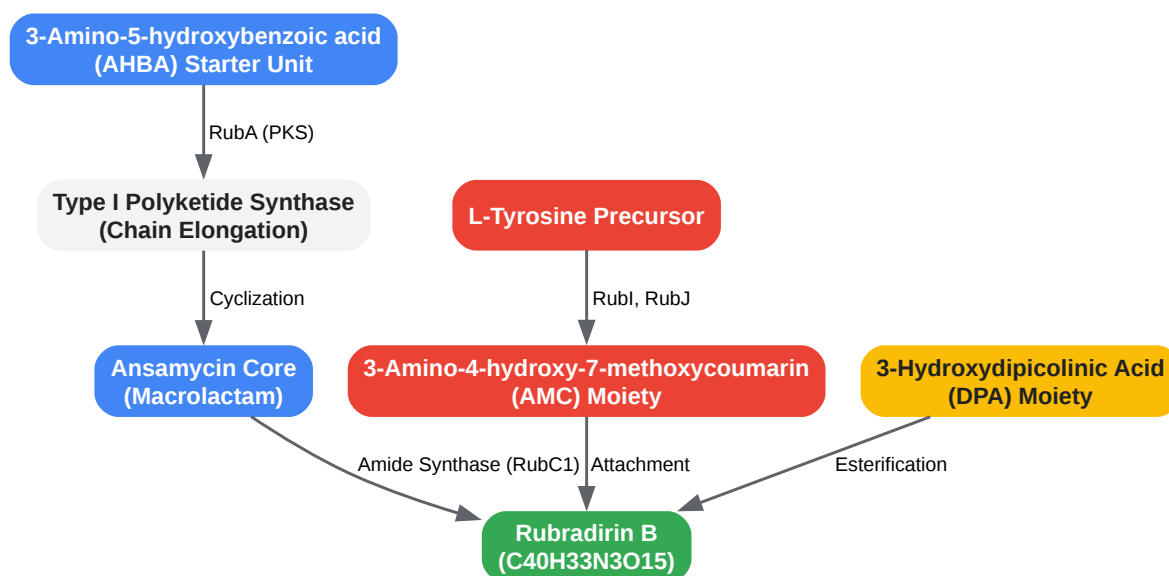 3-Amino-5-hydroxybenzoic acid
(AHBA) Starter Unit
RubA (PKS)
Type I Polyketide Synthase
(Chain Elongation)
L-Tyrosine Precursor
Cyclization
RubI, RubJ
Ansamycin Core
(Macrolactam)
3-Amino-4-hydroxy-7-methoxycoumarin
(AMC) Moiety
3-Hydroxydipicolinic Acid
(DPA) Moiety
Amide Synthase (RubC1)
Attachment
Esterification
Rubradirin B
(C40H33N3O15)